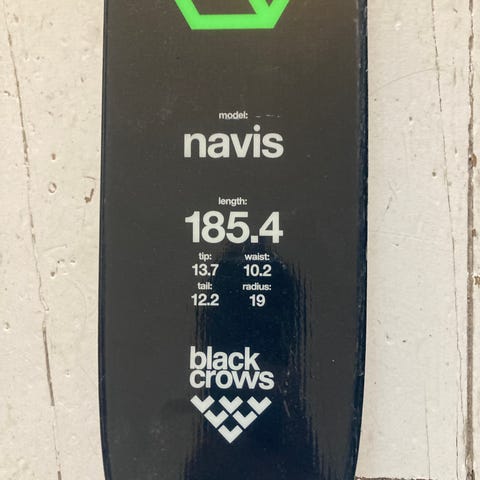 model:
navis
length:
185.4
tip: waist:
13.7 10.2
tail: radius:
12.2 19
black
crows